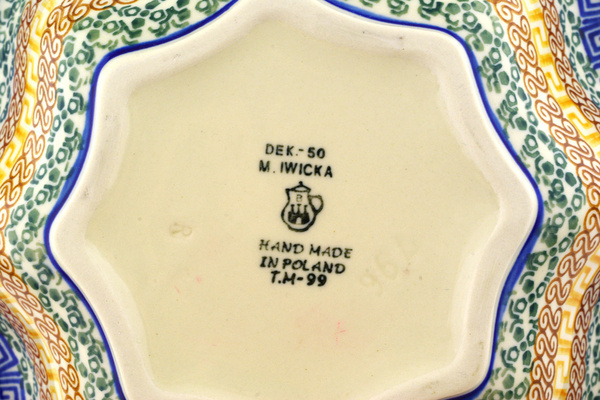 DEK.-50
M. IWICKA
B
HAND MADE
IN POLAND
T.M-99